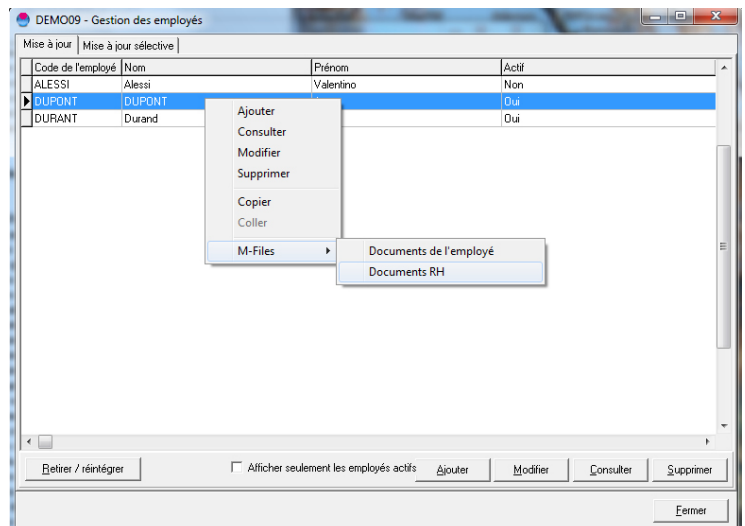 DEMO09 - Gestion des employés
Mise à jour Mise à jour sélective
Code de l'employé Nom Prénom Actif
ALESSI Alessi Valentino Non
DUPONT DUPONT Oui
DURANT Durand Oui
Ajouter
Consulter
Modifier
Supprimer
Copier
Coller
M-Files Documents de l'employé
Documents RH
Retirer / réintégrer Afficher seulement les employés actifs Ajouter Modifier Consulter Supprimer
Fermer